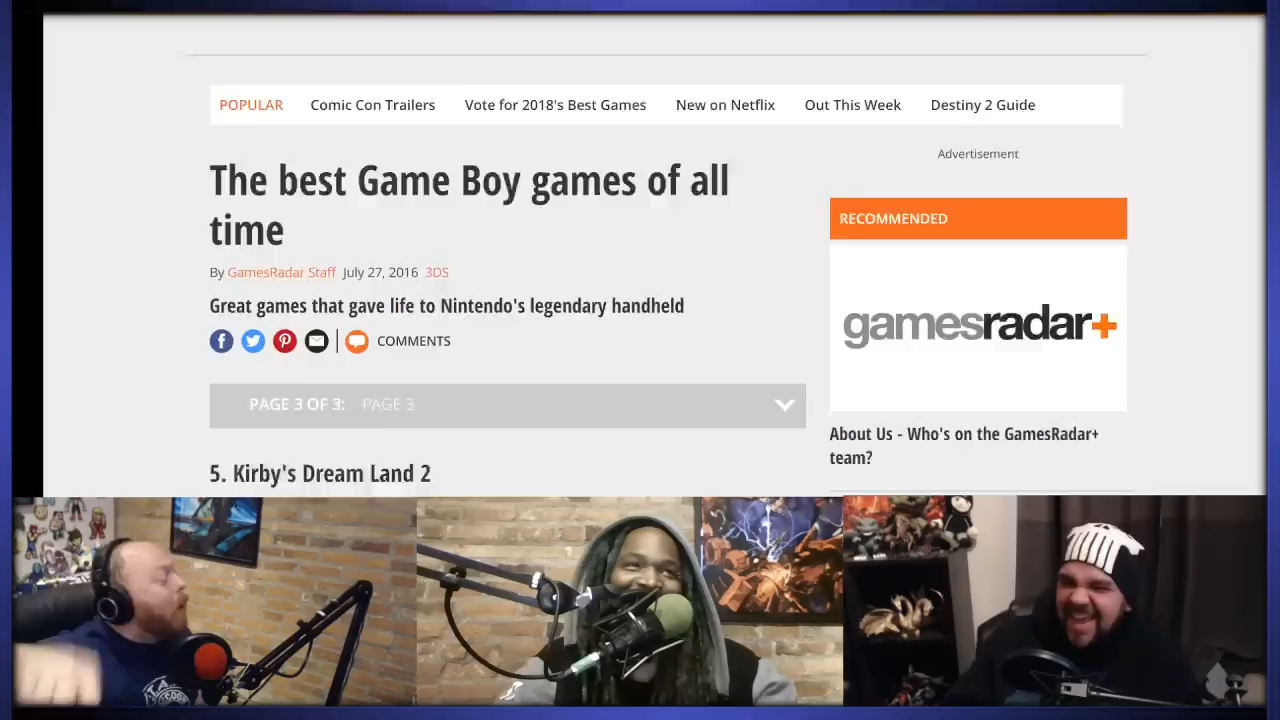 POPULAR Comic Con Trailers Vote for 2018's Best Games New on Netflix Out This Week Destiny 2 Guide
Advertisement
The best Game Boy games of all
time
By GamesRadar Staff July 27, 2016 3DS
Great games that gave life to Nintendo's legendary handheld
COMMENTS
PAGE 3 OF 3: PAGE 3
5. Kirby's Dream Land 2
RECOMMENDED
gamesradar+
About Us - Who's on the GamesRadar+
team?